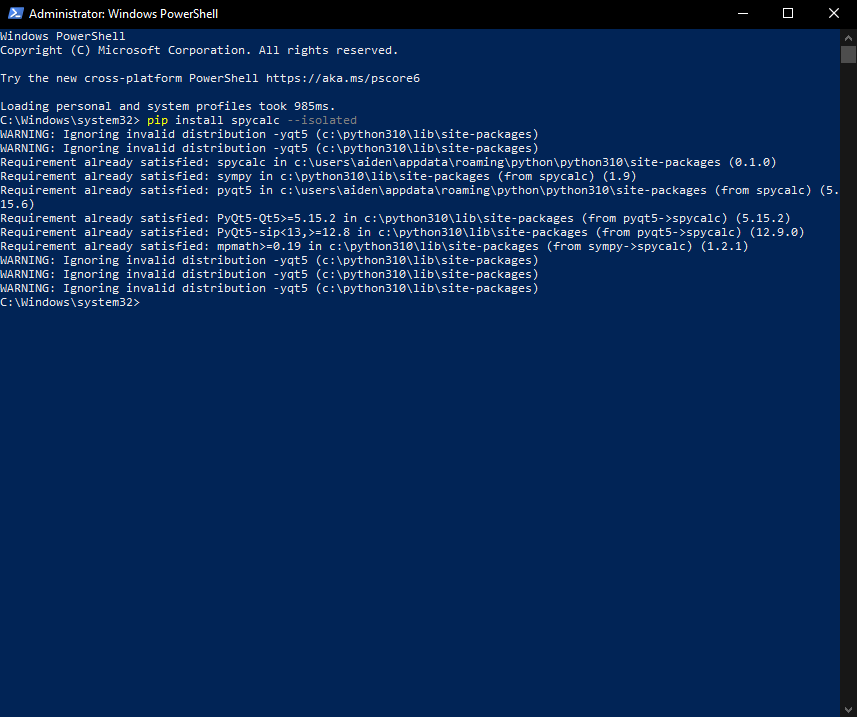 Administrator: Windows PowerShell
Windows PowerShell
Copyright (C) Microsoft Corporation. All rights reserved.
Try the new cross-platform PowerShell https://aka.ms/pscore6
Loading personal and system profiles took 985ms.
C:\Windows\system32> pip install spycalc --isolated
WARNING: Ignoring invalid distribution -yqt5 (c:\python310\lib\site-packages)
WARNING: Ignoring invalid distribution -yqt5 (c:\python310\lib\site-packages)
Requirement already satisfied: spycalc in c:\users\aiden\appdata\roaming\python\python310\site-packages (0.1.0)
Requirement already satisfied: sympy in c:\python310\lib\site-packages (from spycalc) (1.9)
Requirement already satisfied: pyqt5 in c:\users\aiden\appdata\roaming\python\python310\site-packages (from spycalc) (5.
15.6)
Requirement already satisfied: PyQt5-Qt5>=5.15.2 in c:\python310\lib\site-packages (from pyqt5->spycalc) (5.15.2)
Requirement already satisfied: PyQt5-sip<13,>=12.8 in c:\python310\lib\site-packages (from pyqt5->spycalc) (12.9.0)
Requirement already satisfied: mpmath>=0.19 in c:\python310\lib\site-packages (from sympy->spycalc) (1.2.1)
WARNING: Ignoring invalid distribution -yqt5 (c:\python310\lib\site-packages)
WARNING: Ignoring invalid distribution -yqt5 (c:\python310\lib\site-packages)
WARNING: Ignoring invalid distribution -yqt5 (c:\python310\lib\site-packages)
C:\Windows\system32>